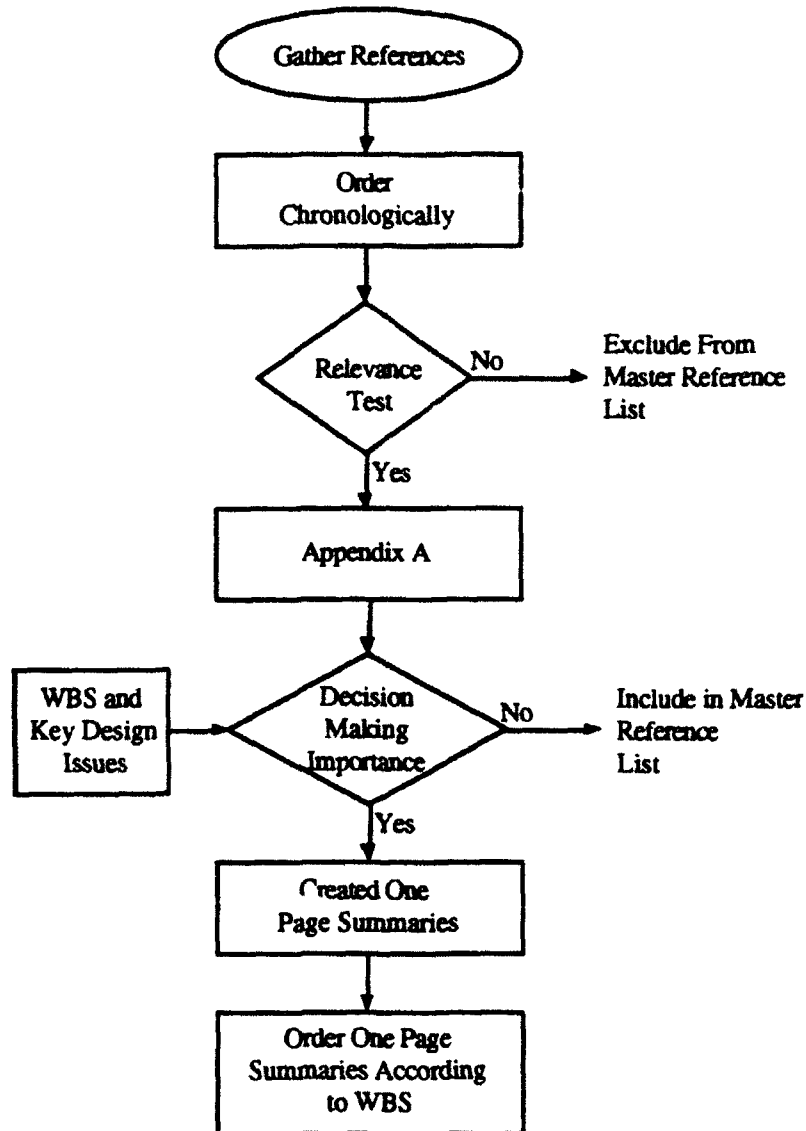 Gather References
Order
Chronologically
Relevance
Test
No
Exclude From
Master Reference
List
Yes
Appendix A
WBS and
Key Design
Issues
Decision
Making
Importance
No
Include in Master
Reference
List
Yes
Created One
Page Summaries
Order One Page
Summaries According
to WBS